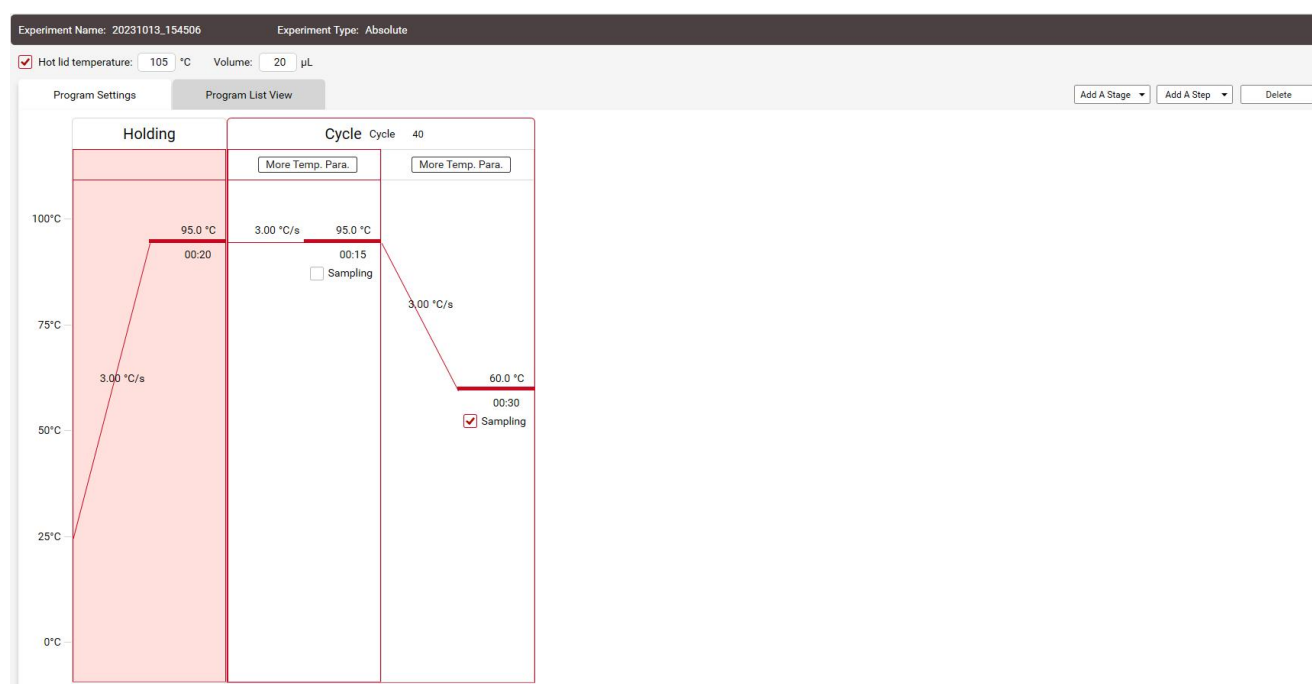 Experiment Name: 20231013_154506 Experiment Type: Absolute
Hot lid temperature: 105 °C Volume: 20 µL
Program Settings Program List View Add A Stage Add A Step Delete
Holding Cycle Cycle 40
More Temp. Para. More Temp. Para.
100°C
95.0 °C 3.00 °C/s 95.0 °C
00:20 00:15
Sampling
3.00 °C/s
75°C
3.00 °C/s 60.0 °C
00:30
Sampling
50°C
25°C
0°C